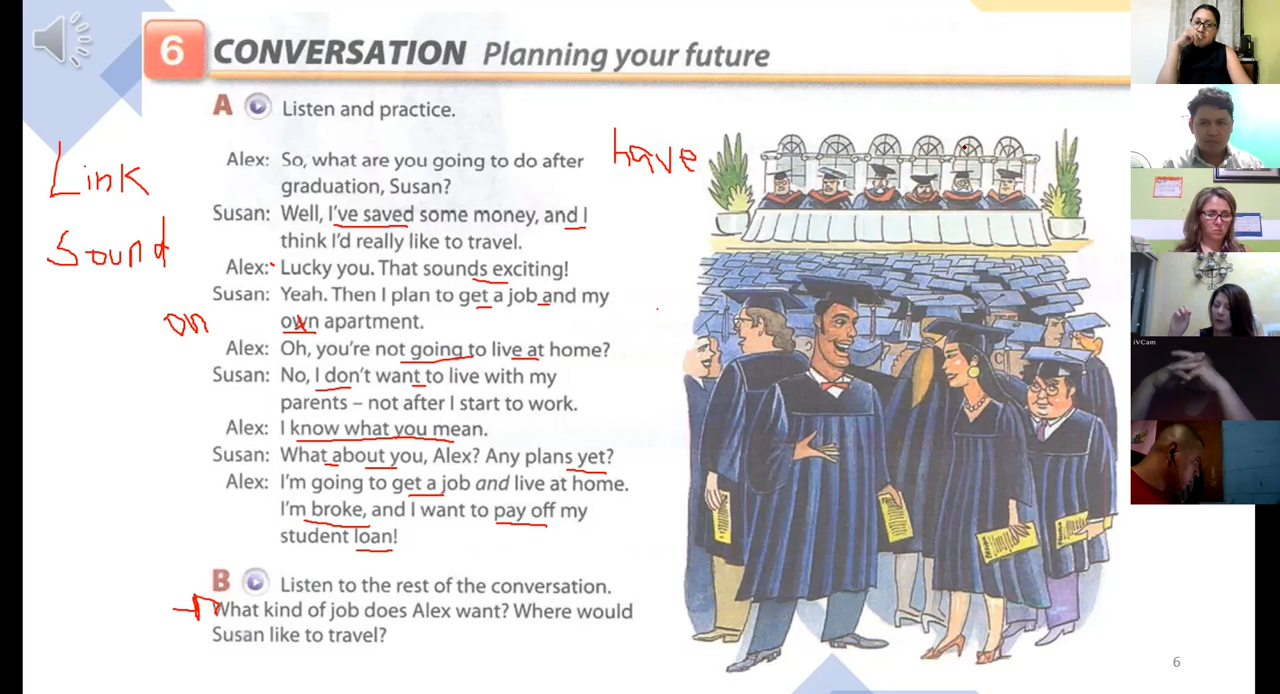 6 CONVERSATION Planning your future
A Listen and practice.
Link
Sound
have
on
Alex: So, what are you going to do after
graduation, Susan?
Susan: Well, I've saved some money, and I
think I'd really like to travel.
Alex: Lucky you. That sounds exciting!
Susan: Yeah. Then I plan to get a job and my
own apartment.
Alex: Oh, you're not going to live at home?
Susan: No, I don't want to live with my
parents – not after I start to work.
Alex: I know what you mean.
Susan: What about you, Alex? Any plans yet?
Alex: I'm going to get a job and live at home.
I'm broke, and I want to pay off my
student loan!
B Listen to the rest of the conversation.
What kind of job does Alex want? Where would
Susan like to travel?
6
iVCam